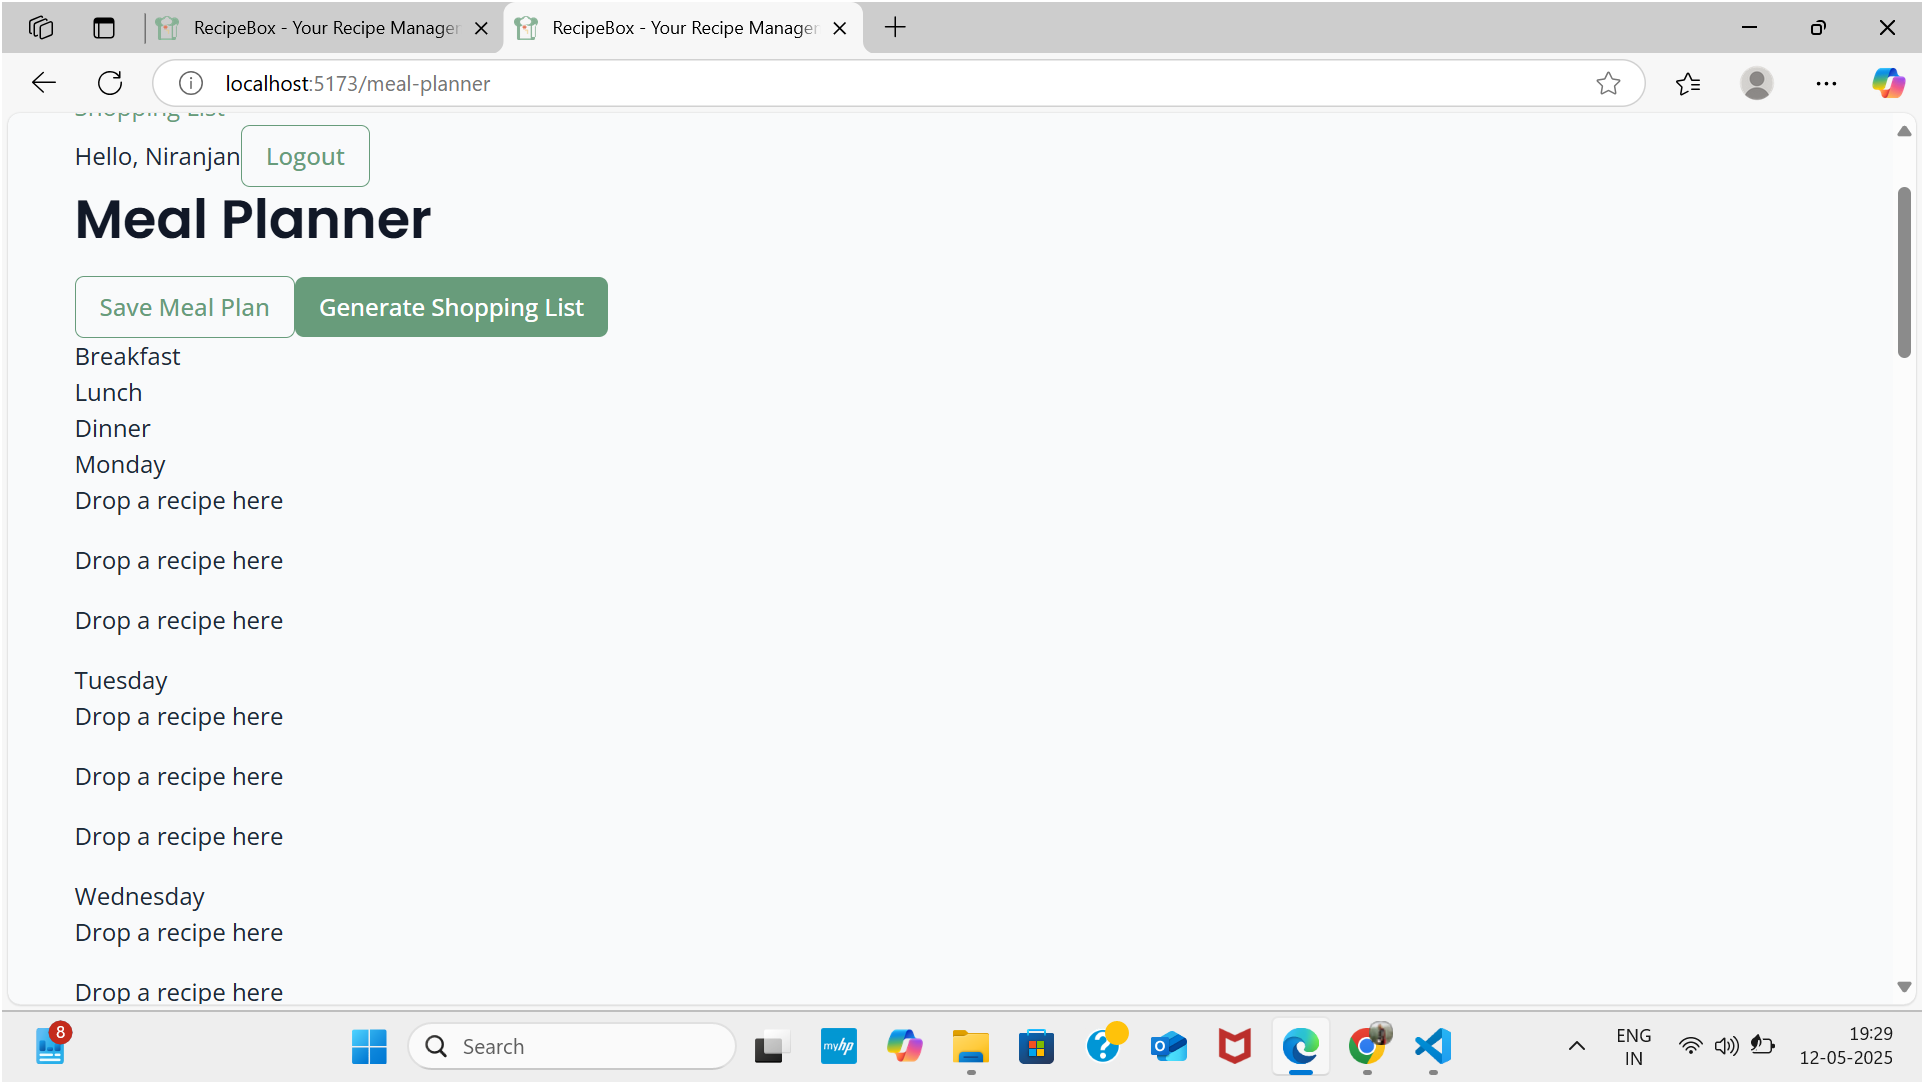 RecipeBox - Your Recipe Manager
RecipeBox - Your Recipe Manager
localhost:5173/meal-planner
Shopping List
Hello, Niranjan Logout
Meal Planner
Save Meal Plan Generate Shopping List
Breakfast
Lunch
Dinner
Monday
Drop a recipe here
Drop a recipe here
Drop a recipe here
Tuesday
Drop a recipe here
Drop a recipe here
Drop a recipe here
Wednesday
Drop a recipe here
Drop a recipe here
8
Search
myhp
ENG
IN
19:29
12-05-2025